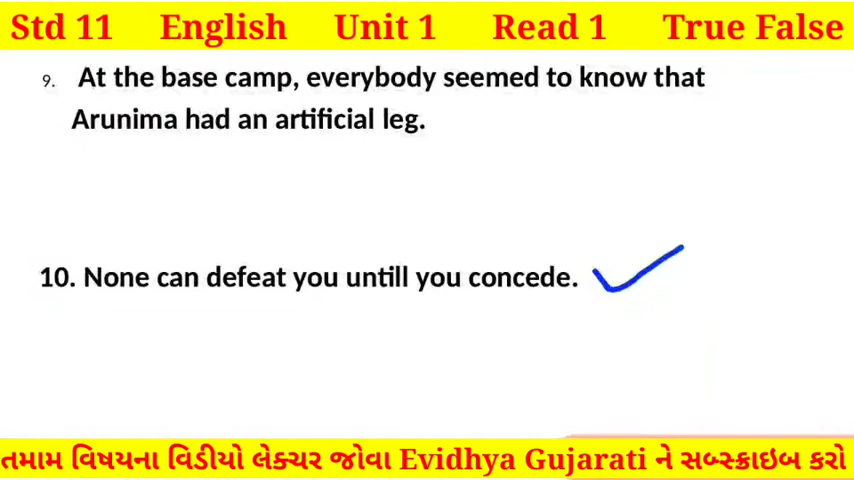 Std 11 English Unit 1 Read 1 True False
9. At the base camp, everybody seemed to know that
Arunima had an artificial leg.
10. None can defeat you untill you concede.
તમામ વિષયના વિડીયો લેક્ચર જોવા Evidhya Gujarati ને સબ્સ્ક્રાઇબ કરો